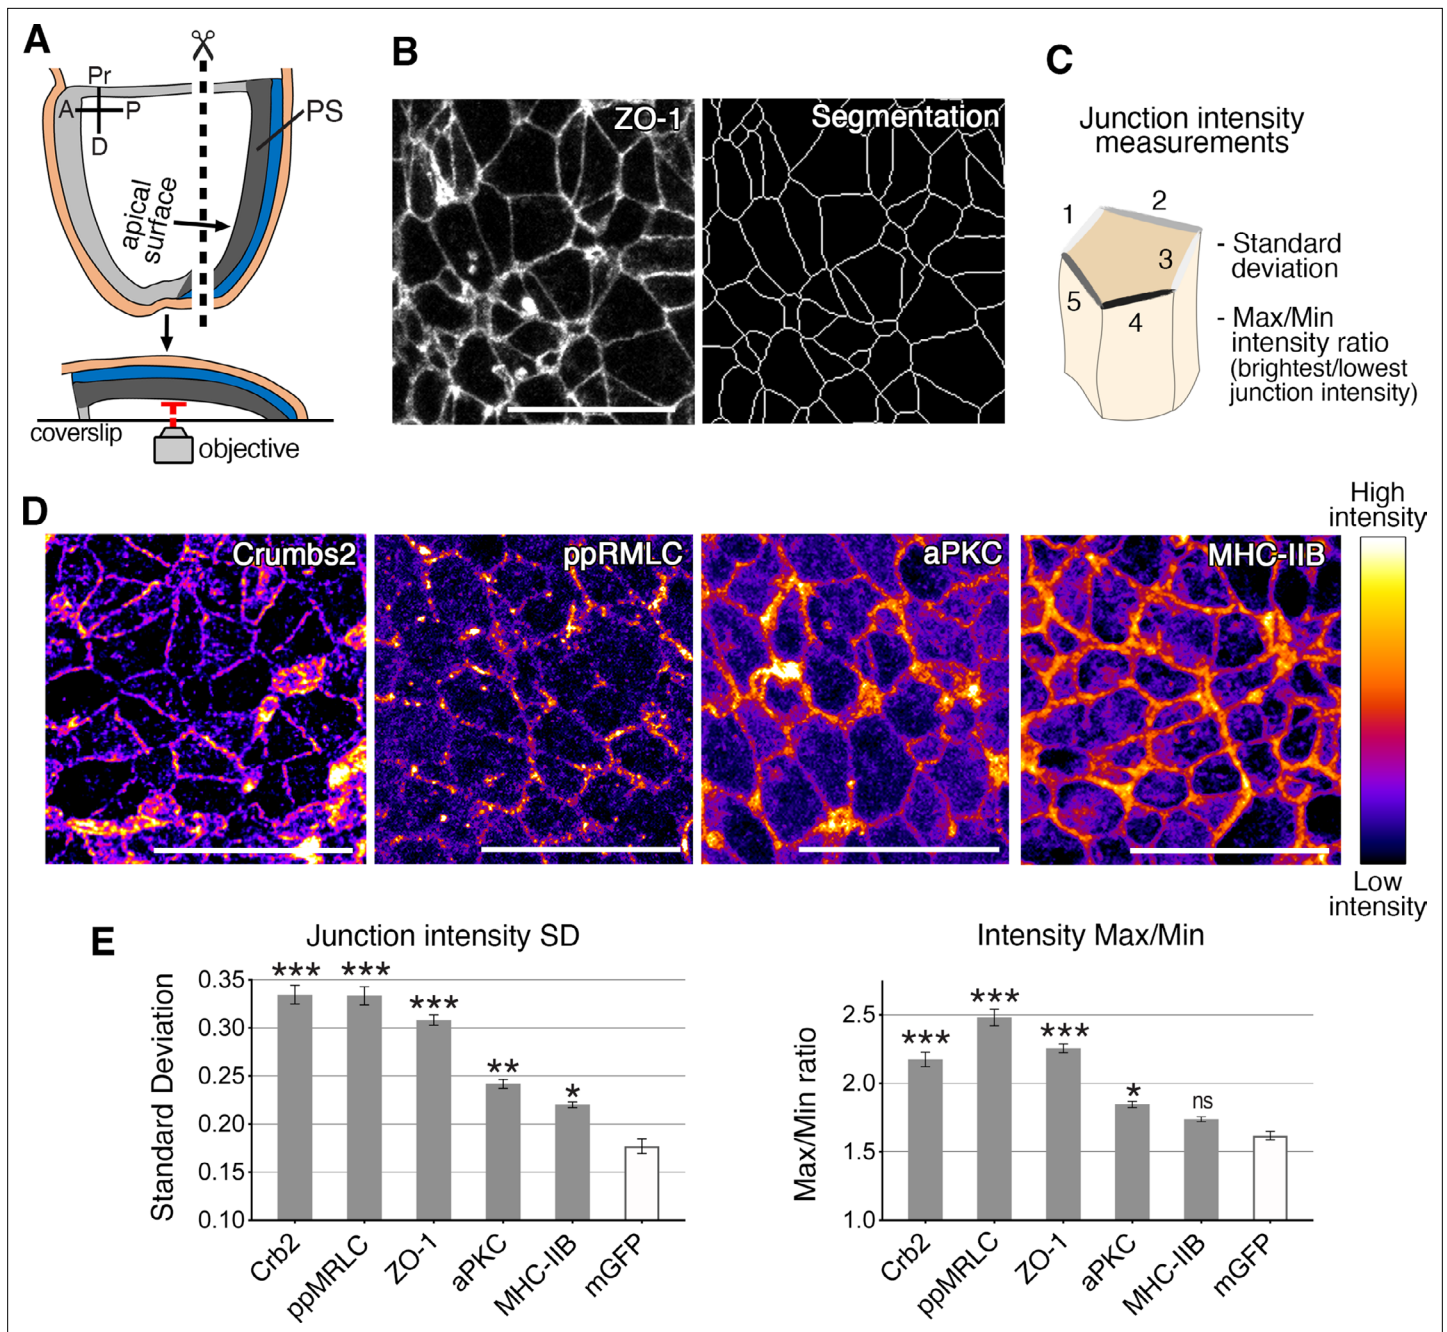 A
Pr
A
P
D
PS
apical
surface
coverslip
objective
B
ZO-1
Segmentation
C
Junction intensity
measurements
1
2
3
4
5
- Standard
deviation
- Max/Min
intensity ratio
(brightest/lowest
junction intensity)
D
Crumbs2
ppRMLC
aPKC
MHC-IIB
High
intensity
Low
intensity
E
Junction intensity SD
Standard Deviation
0.35
0.30
0.25
0.20
0.15
0.10
***
***
***
**
*
Crb2
ppMRLC
ZO-1
aPKC
MHC-IIB
mGFP
Intensity Max/Min
Max/Min ratio
2.5
2.0
1.5
1.0
***
***
***
*
ns
Crb2
ppMRLC
ZO-1
aPKC
MHC-IIB
mGFP